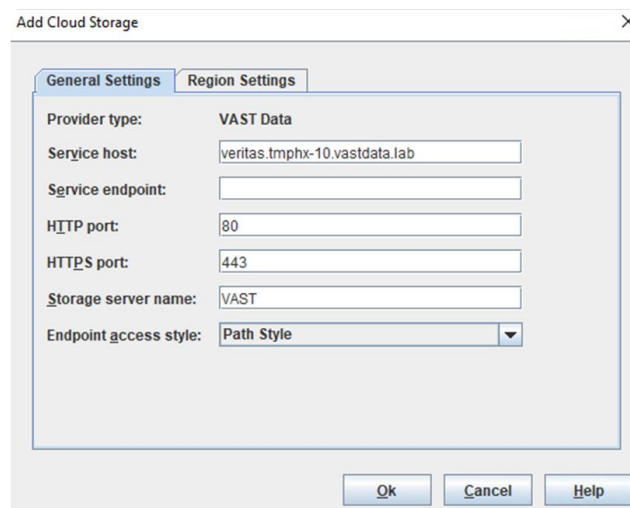 Add Cloud Storage
General Settings Region Settings
Provider type: VAST Data
Service host: veritas.tmphx-10.vastdata.lab
Service endpoint:
HTTP port: 80
HTTPS port: 443
Storage server name: VAST
Endpoint access style: Path Style
Ok Cancel Help